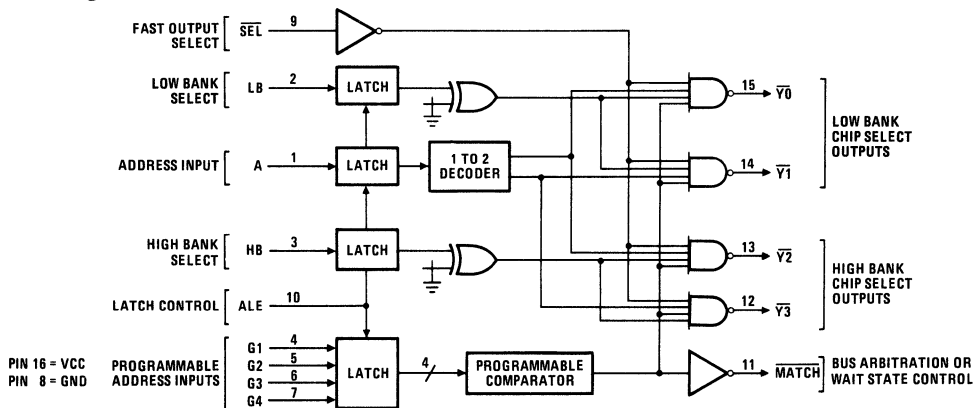 FAST OUTPUT SELECT SEL 9
LOW BANK SELECT LB 2 LATCH
15 Y0
LOW BANK CHIP SELECT OUTPUTS
ADDRESS INPUT A 1 LATCH 1 TO 2 DECODER
14 Y1
HIGH BANK SELECT HB 3 LATCH
13 Y2
HIGH BANK CHIP SELECT OUTPUTS
LATCH CONTROL ALE 10
12 Y3
PIN 16 = VCC
PIN 8 = GND
PROGRAMMABLE ADDRESS INPUTS
G1 4
G2 5
G3 6
G4 7
LATCH
4
PROGRAMMABLE COMPARATOR
11 MATCH
BUS ARBITRATION OR WAIT STATE CONTROL